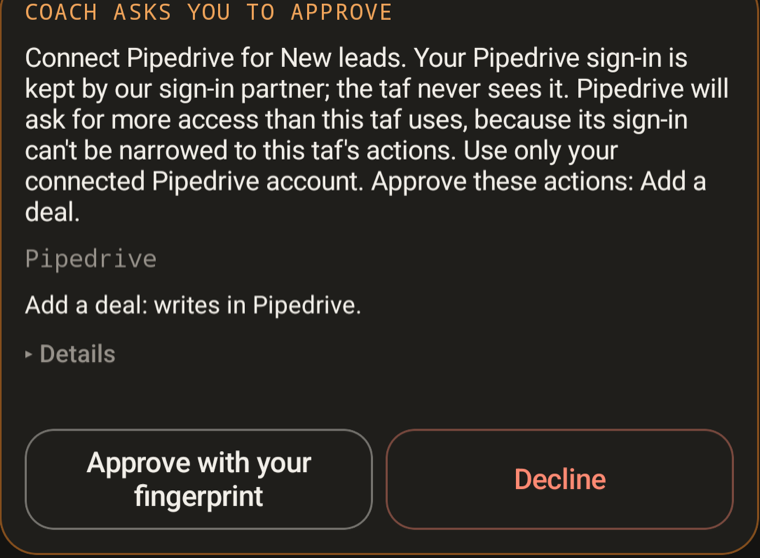 COACH ASKS YOU TO APPROVE
Connect Pipedrive for New leads. Your Pipedrive sign-in is
kept by our sign-in partner; the taf never sees it. Pipedrive will
ask for more access than this taf uses, because its sign-in
can't be narrowed to this taf's actions. Use only your
connected Pipedrive account. Approve these actions: Add a
deal.
Pipedrive
Add a deal: writes in Pipedrive.
▸ Details
Approve with your
fingerprint
Decline